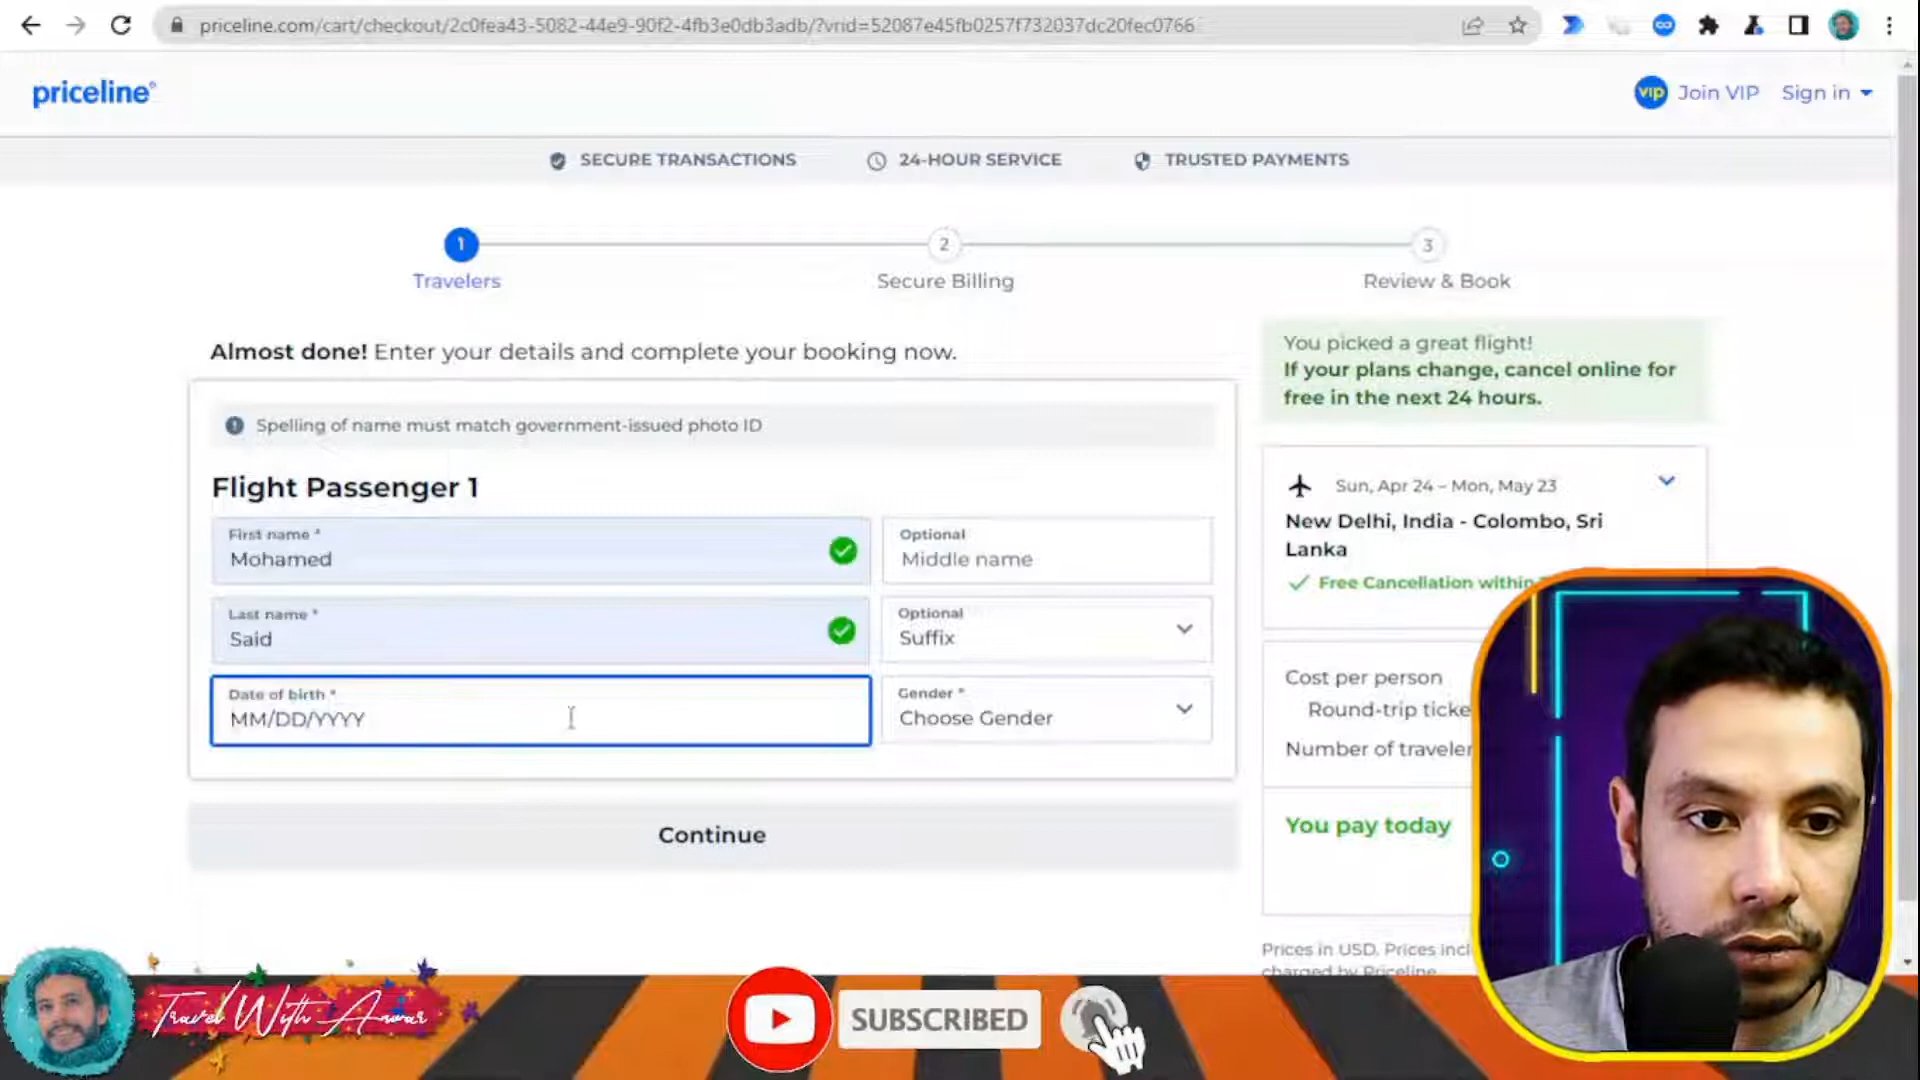 priceline.com/cart/checkout/2c0fea43-5082-44e9-90f2-4fb3e0db3adb/?vrid=52087e45fb0257f732037dc20fec0766
priceline
vip Join VIP Sign in
SECURE TRANSACTIONS 24-HOUR SERVICE TRUSTED PAYMENTS
1 2 3
Travelers Secure Billing Review & Book
Almost done! Enter your details and complete your booking now.
Spelling of name must match government-issued photo ID
Flight Passenger 1
First name *
Mohamed
Optional
Middle name
Last name *
Said
Optional
Suffix
Date of birth *
MM/DD/YYYY
Gender *
Choose Gender
Continue
You picked a great flight!
If your plans change, cancel online for
free in the next 24 hours.
Sun, Apr 24 – Mon, May 23
New Delhi, India - Colombo, Sri
Lanka
Free Cancellation within
Cost per person
Round-trip ticke
Number of traveler
You pay today
Prices in USD. Prices incl
charged by Priceline.
Travel With Anwar
SUBSCRIBED